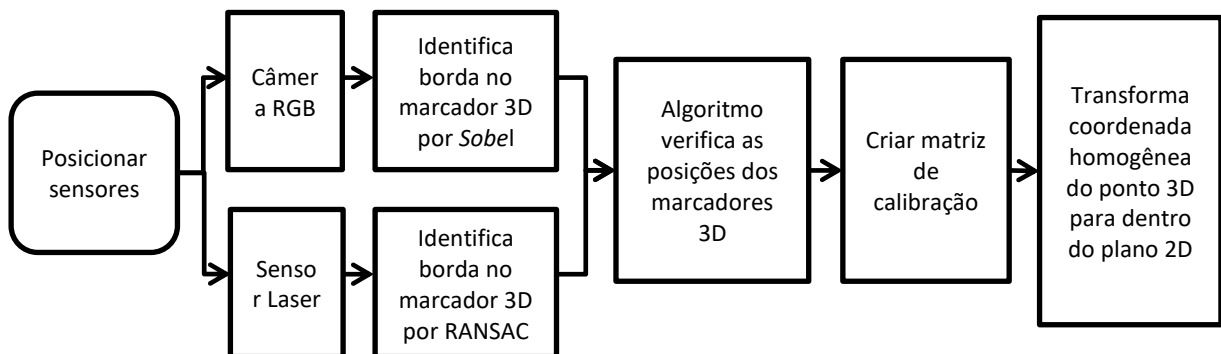 Posicionar
sensores
Câmer
a RGB
Identifica
borda no
marcador 3D
por Sobel
Senso
r Laser
Identifica
borda no
marcador 3D
por RANSAC
Algoritmo
verifica as
posições dos
marcadores
3D
Criar matriz
de
calibração
Transforma
coordenada
homogênea
do ponto 3D
para dentro
do plano 2D